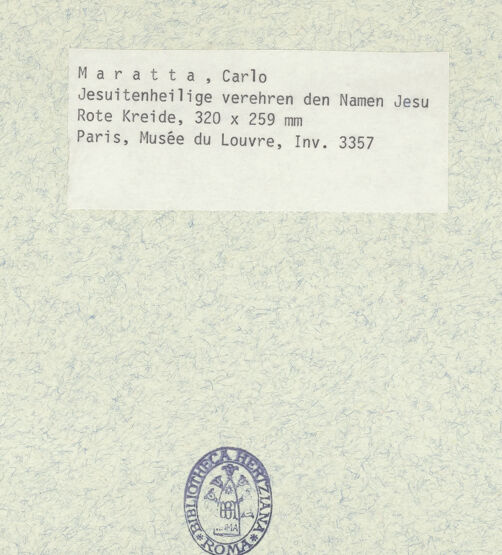 Maratta, Carlo
Jesuitenheilige verehren den Namen Jesu
Rote Kreide, 320 x 259 mm
Paris, Musée du Louvre, Inv. 3357
BIBLIOTHECA HERTZIANA
ROMA